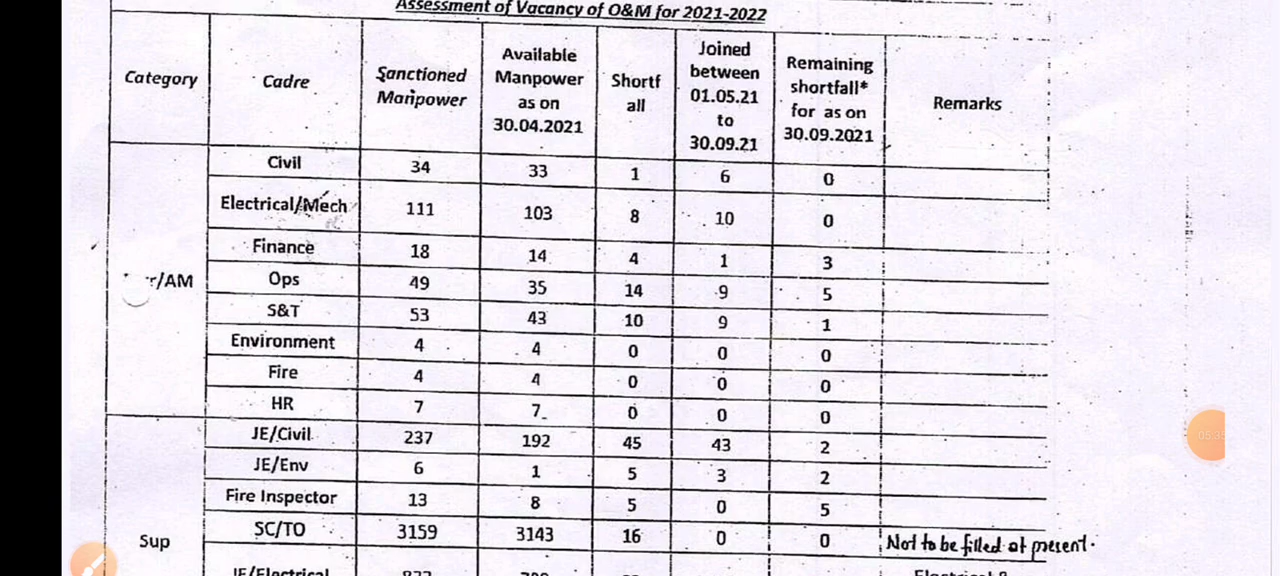 Assessment of Vacancy of O&M for 2021-2022
Category Cadre Sanctioned Manpower Available Manpower as on 30.04.2021 Shortfall Joined between 01.05.21 to 30.09.21 Remaining shortfall* for as on 30.09.2021 Remarks
Civil 34 33 1 6 0
Electrical/Mech 111 103 8 10 0
Finance 18 14 4 1 3
/AM Ops 49 35 14 9 5
S&T 53 43 10 9 1
Environment 4 4 0 0 0
Fire 4 4 0 0 0
HR 7 7 0 0 0
JE/Civil 237 192 45 43 2
JE/Env 6 1 5 3 2
Fire Inspector 13 8 5 0 5
Sup SC/TO 3159 3143 16 0 0 Not to be filled at present.
JE/Electrical